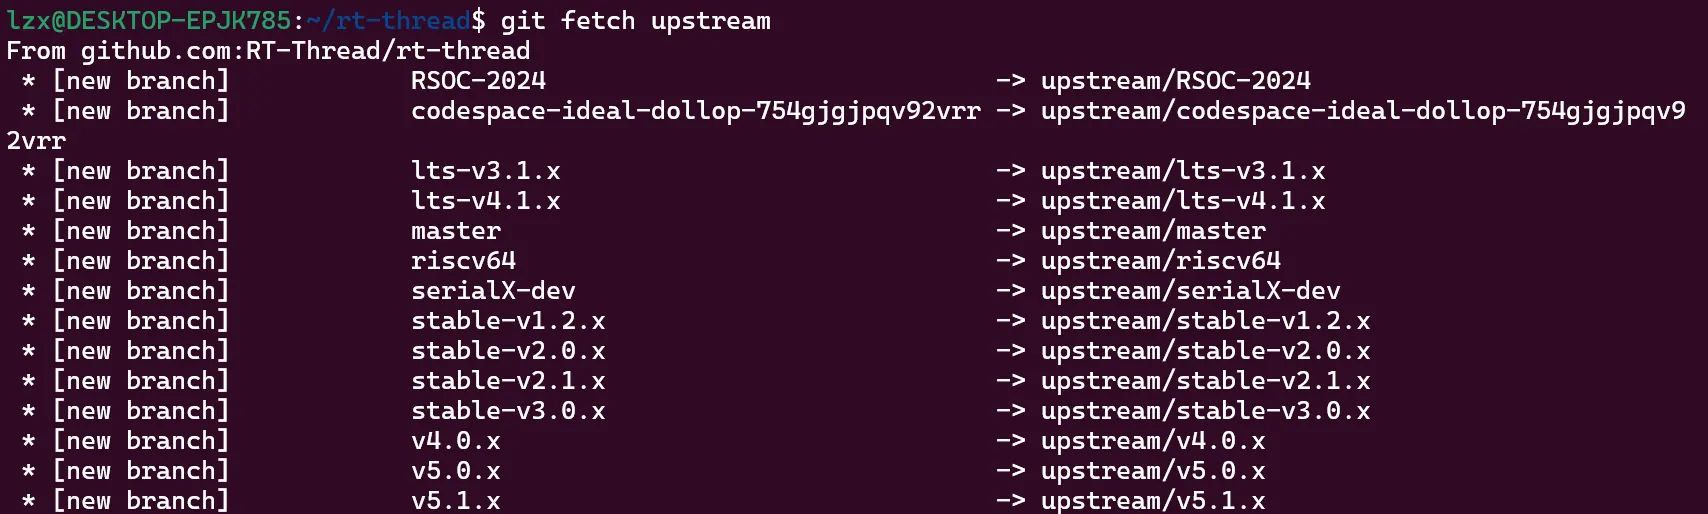 lzx@DESKTOP-EPJK785:~/rt-thread$ git fetch upstream
From github.com:RT-Thread/rt-thread
 * [new branch]            RSOC-2024                              -> upstream/RSOC-2024
 * [new branch]            codespace-ideal-dollop-754gjgjpqv92vrr -> upstream/codespace-ideal-dollop-754gjgjpqv9
2vrr
 * [new branch]            lts-v3.1.x                             -> upstream/lts-v3.1.x
 * [new branch]            lts-v4.1.x                             -> upstream/lts-v4.1.x
 * [new branch]            master                                 -> upstream/master
 * [new branch]            riscv64                                -> upstream/riscv64
 * [new branch]            serialX-dev                            -> upstream/serialX-dev
 * [new branch]            stable-v1.2.x                          -> upstream/stable-v1.2.x
 * [new branch]            stable-v2.0.x                          -> upstream/stable-v2.0.x
 * [new branch]            stable-v2.1.x                          -> upstream/stable-v2.1.x
 * [new branch]            stable-v3.0.x                          -> upstream/stable-v3.0.x
 * [new branch]            v4.0.x                                 -> upstream/v4.0.x
 * [new branch]            v5.0.x                                 -> upstream/v5.0.x
 * [new branch]            v5.1.x                                 -> upstream/v5.1.x